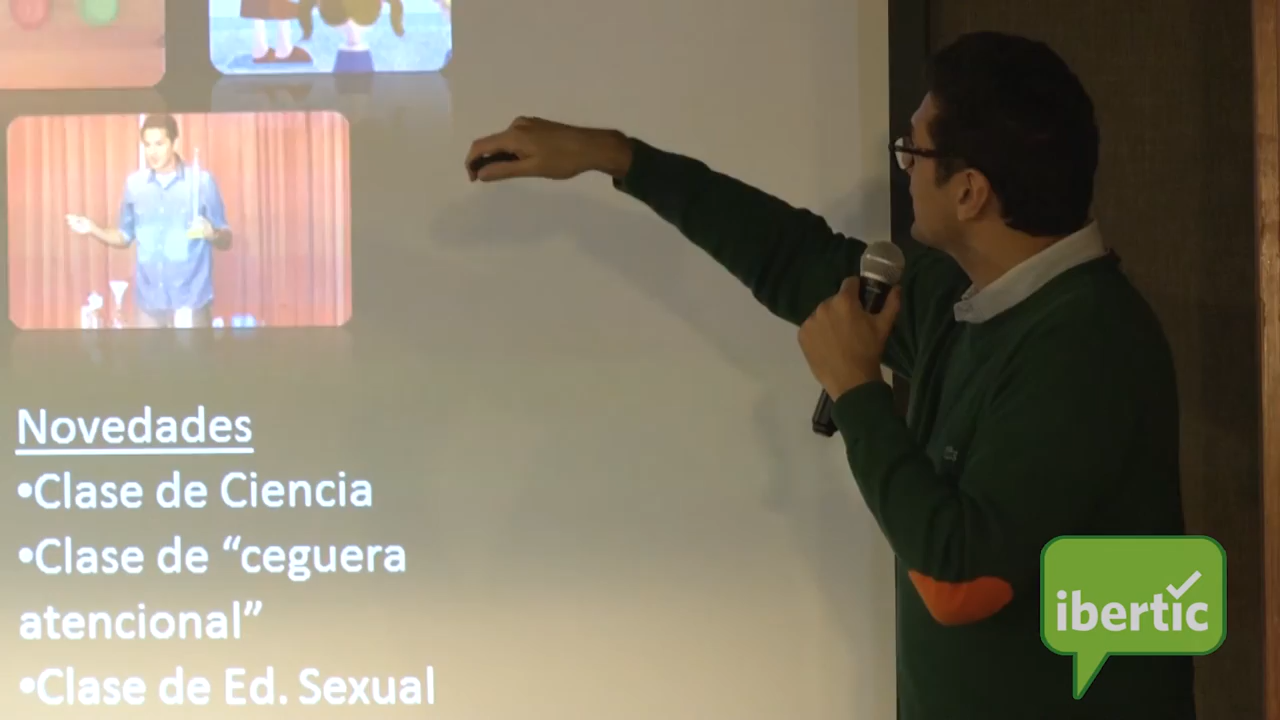 Novedades
•Clase de Ciencia
•Clase de “ceguera
atencional”
•Clase de Ed. Sexual
ibertic